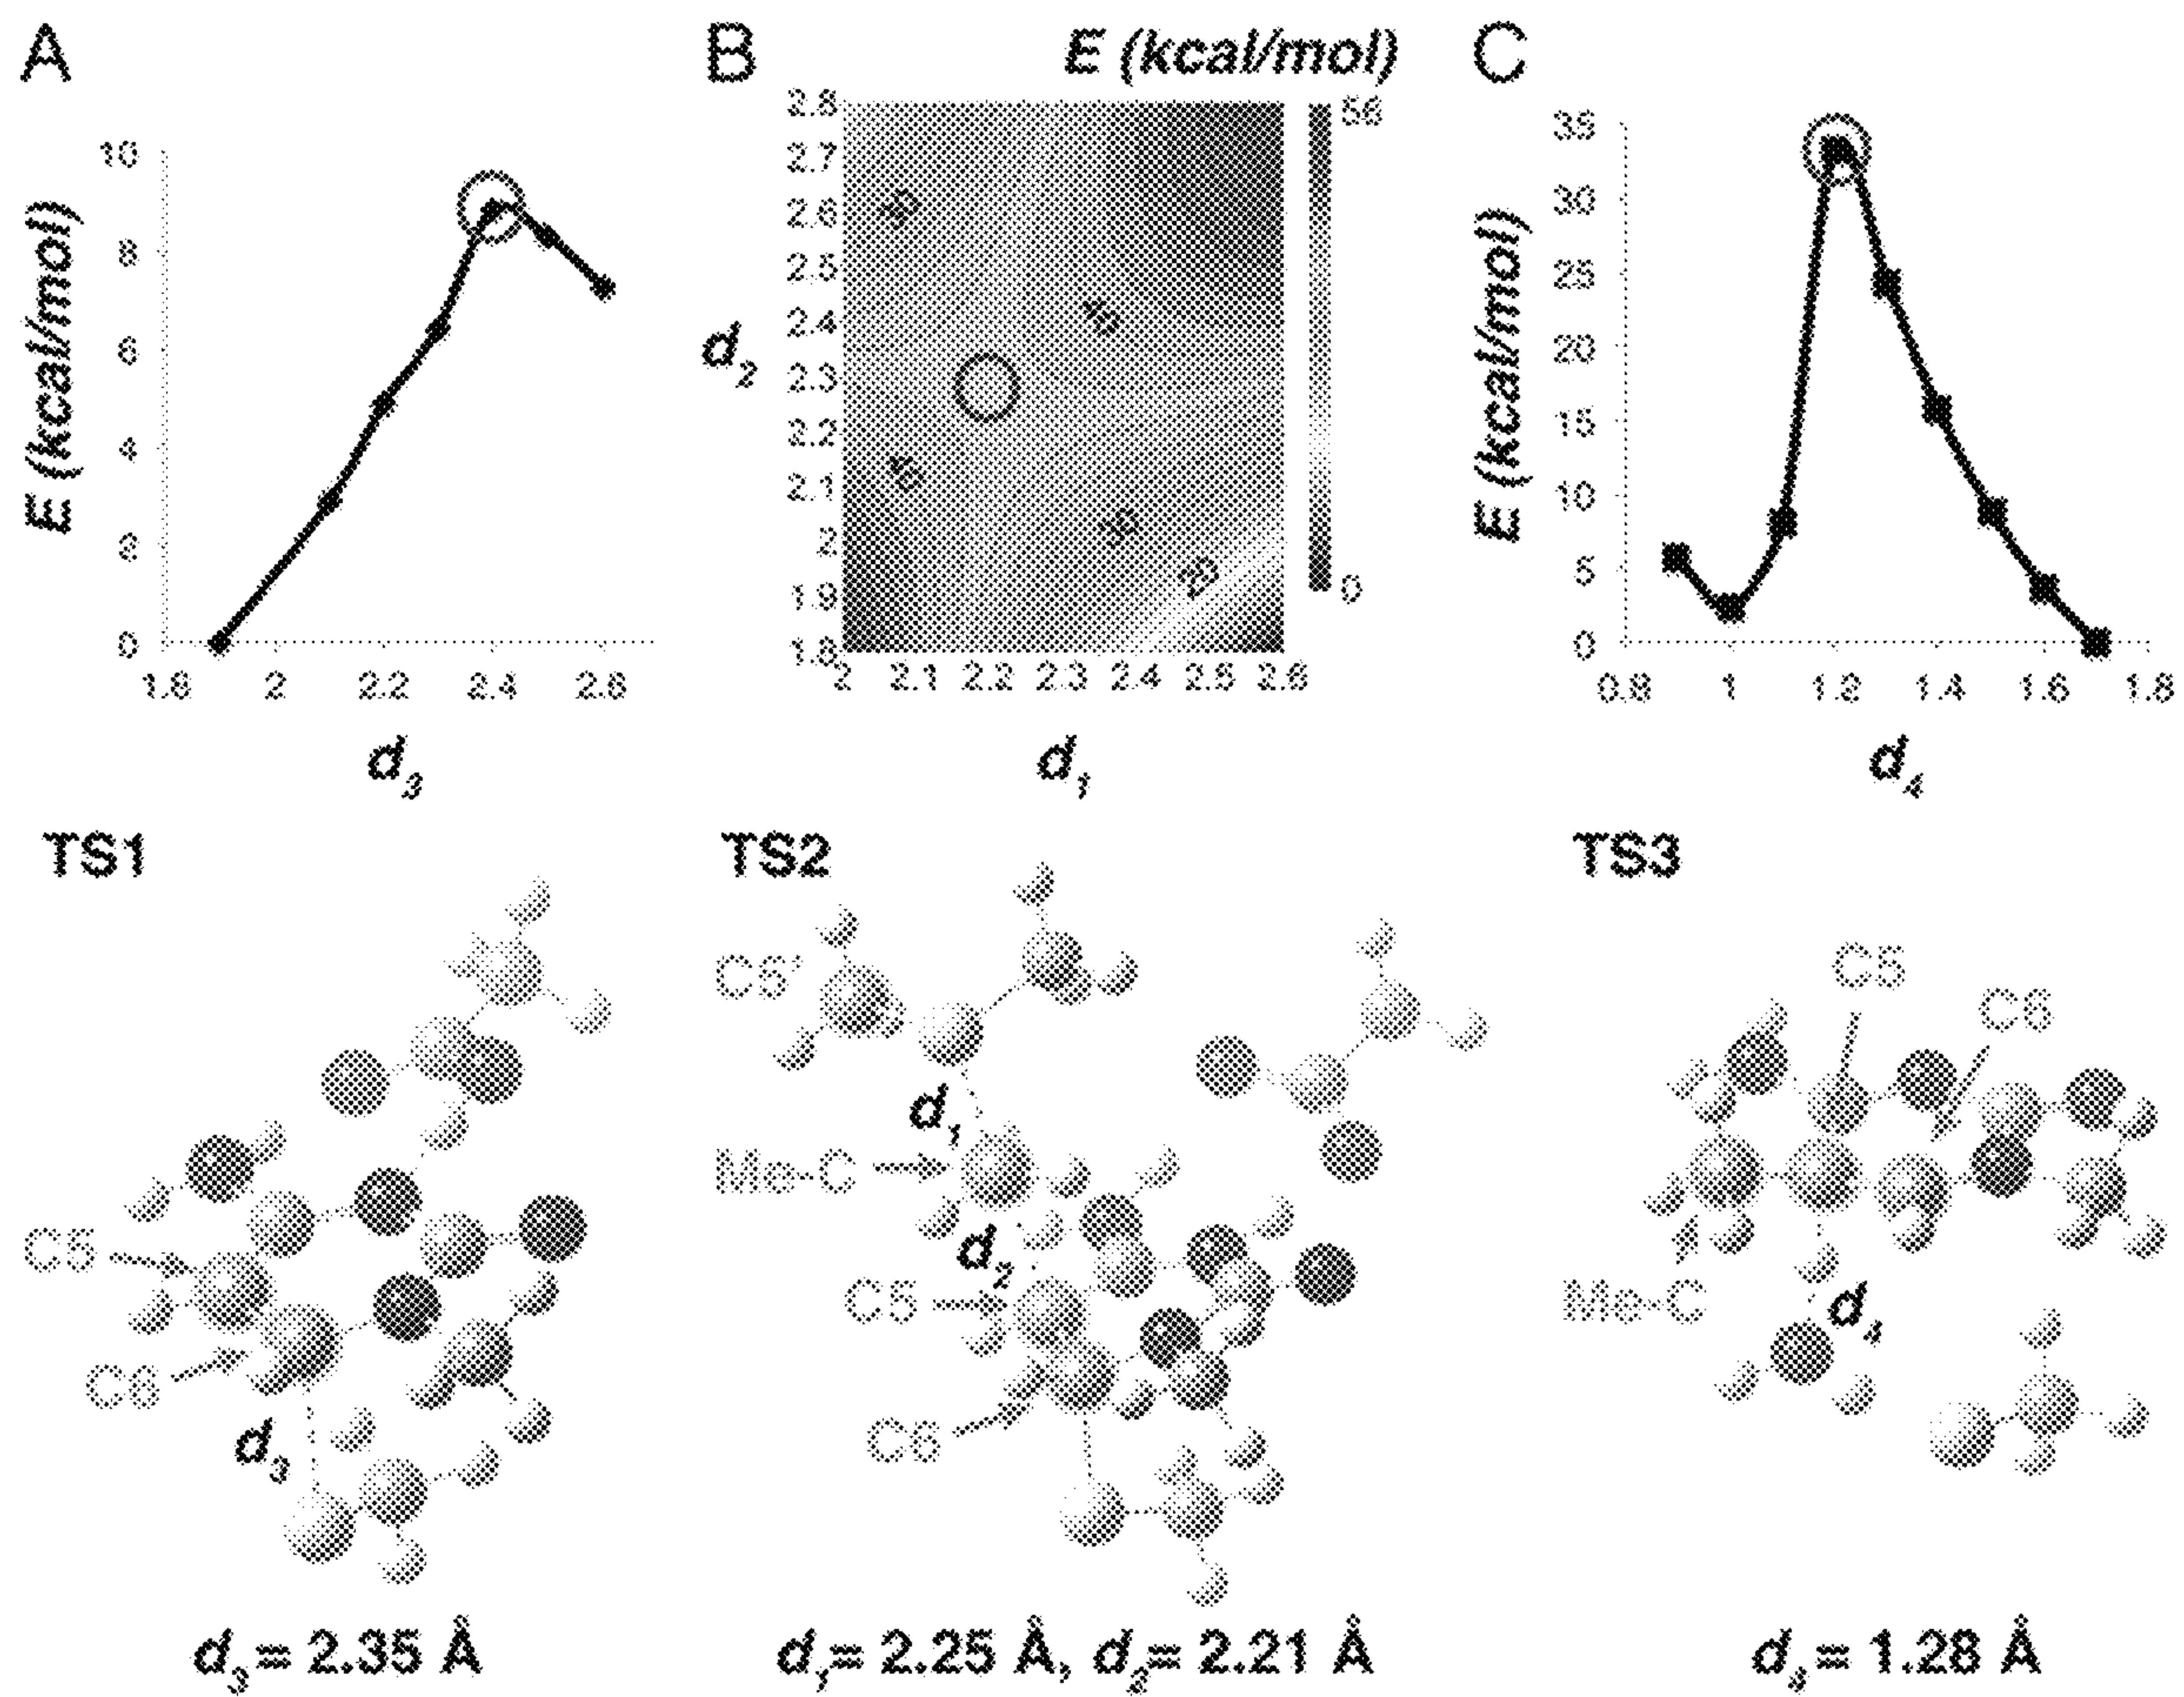 A
B
E (kcal/mol)
C
E (kcal/mol)
10
8
6
4
2
0
1.8 2 2.2 2.4 2.6
d3
d2
2.8
2.7
2.6
2.5
2.4
2.3
2.2
2.1
2
1.9
1.8
2 2.1 2.2 2.3 2.4 2.5 2.6
40
30
20
56
0
d1
E (kcal/mol)
35
30
25
20
15
10
5
0
0.8 1 1.2 1.4 1.6 1.8
d4
TS1
TS2
TS3
C5
C6
d3
C5'
d1
Me-C
d2
C5
C6
C5
C6
Me-C
d4
d3= 2.35 Å
d1= 2.25 Å, d2= 2.21 Å
d4= 1.28 Å